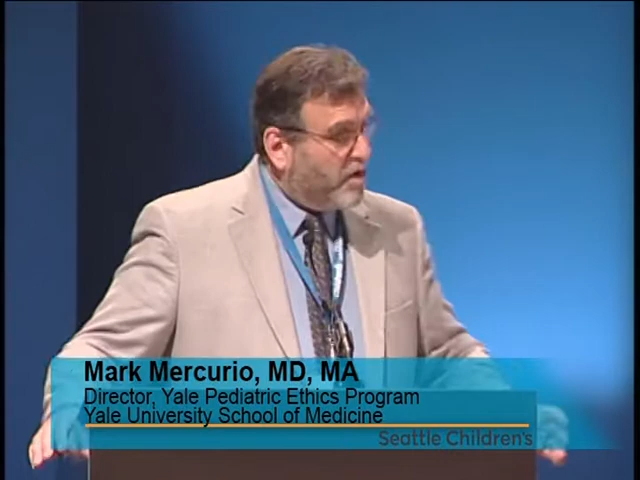 Mark Mercurio, MD, MA
Director, Yale Pediatric Ethics Program
Yale University School of Medicine
Seattle Children's